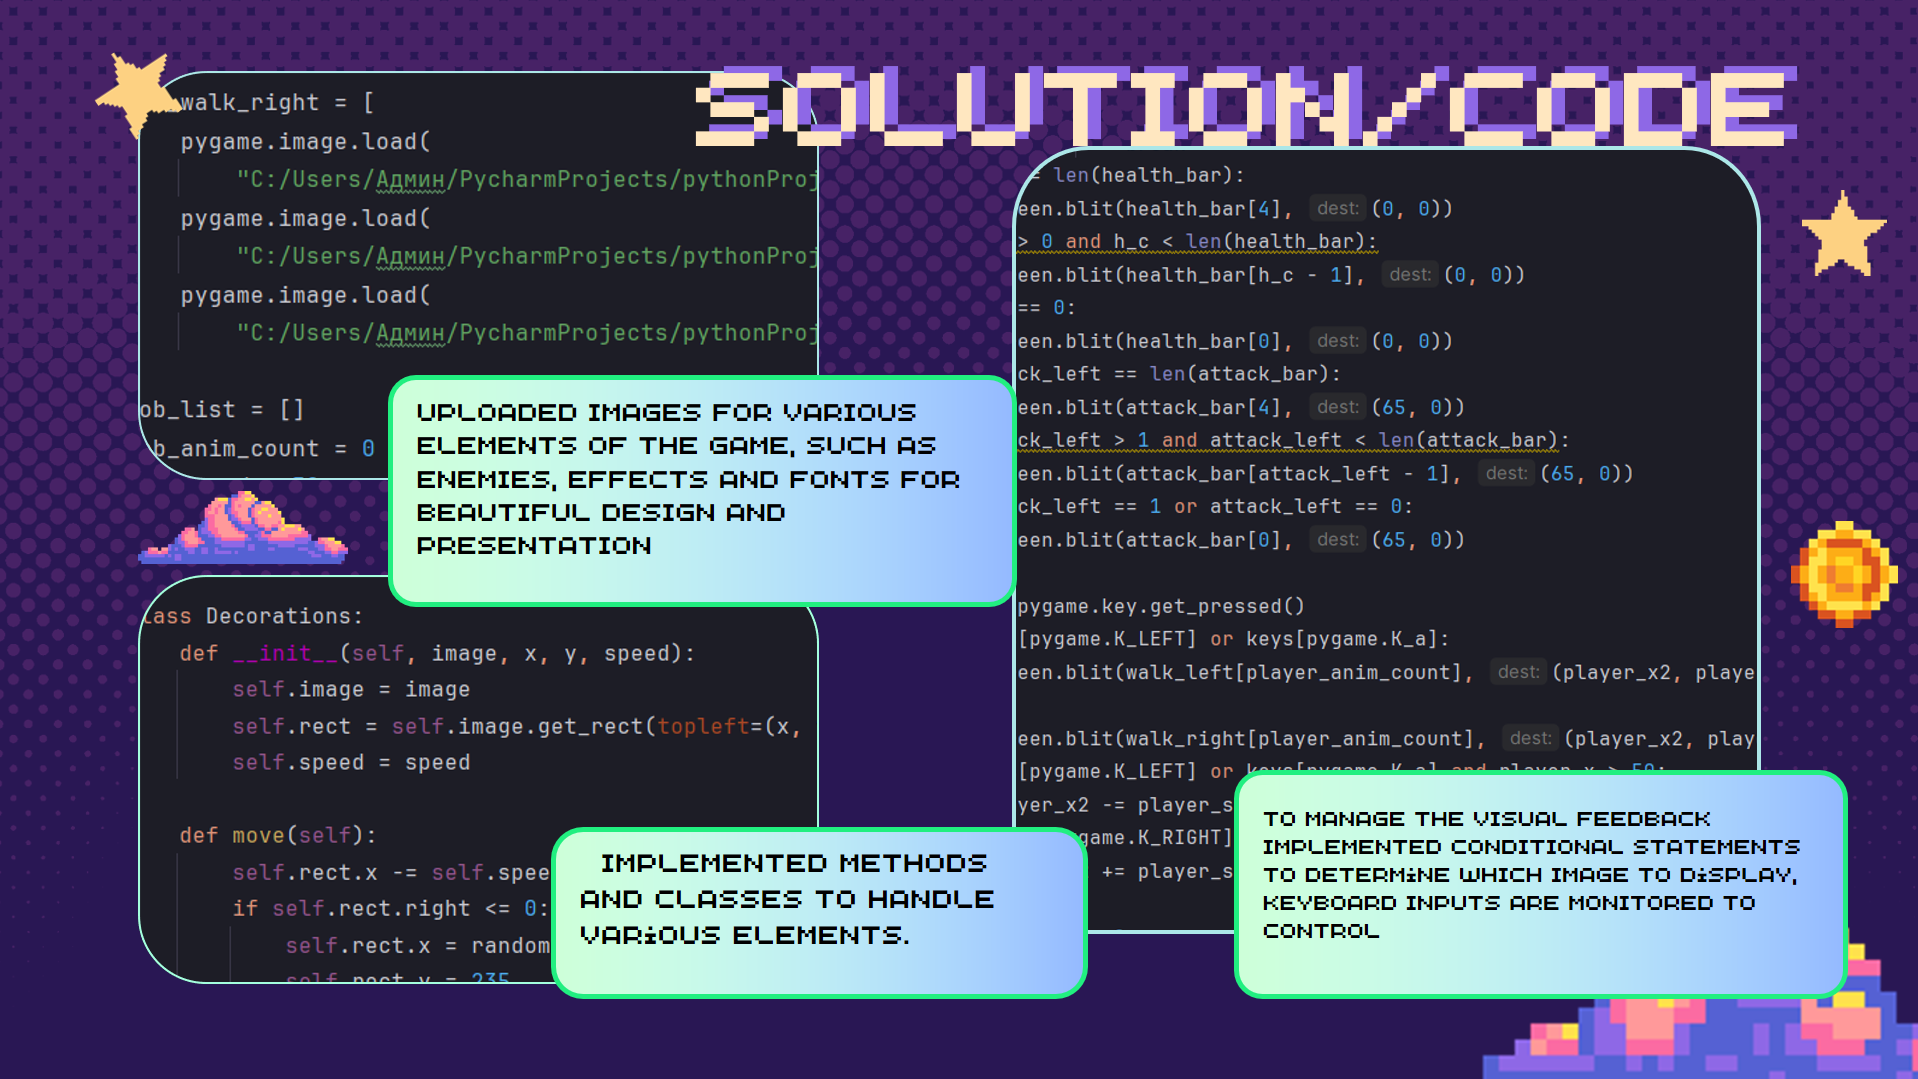 SOLUTION/CODE
walk_right = [
pygame.image.load(
"C:/Users/Админ/PycharmProjects/pythonProj
pygame.image.load(
"C:/Users/Админ/PycharmProjects/pythonProj
pygame.image.load(
"C:/Users/Админ/PycharmProjects/pythonProj
ob_list = []
b_anim_count = 0
UPLOADED IMAGES FOR VARIOUS
ELEMENTS OF THE GAME, SUCH AS
ENEMIES, EFFECTS AND FONTS FOR
BEAUTIFUL DESIGN AND
PRESENTATION
lass Decorations:
def __init__(self, image, x, y, speed):
self.image = image
self.rect = self.image.get_rect(topleft=(x,
self.speed = speed
def move(self):
self.rect.x -= self.spee
if self.rect.right <= 0:
self.rect.x = random
self.rect.y = 235
IMPLEMENTED METHODS
AND CLASSES TO HANDLE
VARiOUS ELEMENTS.
= len(health_bar):
een.blit(health_bar[4], dest: (0, 0))
> 0 and h_c < len(health_bar):
een.blit(health_bar[h_c - 1], dest: (0, 0))
== 0:
een.blit(health_bar[0], dest: (0, 0))
ck_left == len(attack_bar):
een.blit(attack_bar[4], dest: (65, 0))
ck_left > 1 and attack_left < len(attack_bar):
een.blit(attack_bar[attack_left - 1], dest: (65, 0))
ck_left == 1 or attack_left == 0:
een.blit(attack_bar[0], dest: (65, 0))
pygame.key.get_pressed()
[pygame.K_LEFT] or keys[pygame.K_a]:
een.blit(walk_left[player_anim_count], dest: (player_x2, playe
een.blit(walk_right[player_anim_count], dest: (player_x2, play
[pygame.K_LEFT] or keys[pygame.K_a] and player_x > 50:
yer_x2 -= player_s
game.K_RIGHT]
+= player_s
TO MANAGE THE VISUAL FEEDBACK
IMPLEMENTED CONDITIONAL STATEMENTS
TO DETERMiNE WHICH IMAGE TO DiSPLAY,
KEYBOARD INPUTS ARE MONITORED TO
CONTROL